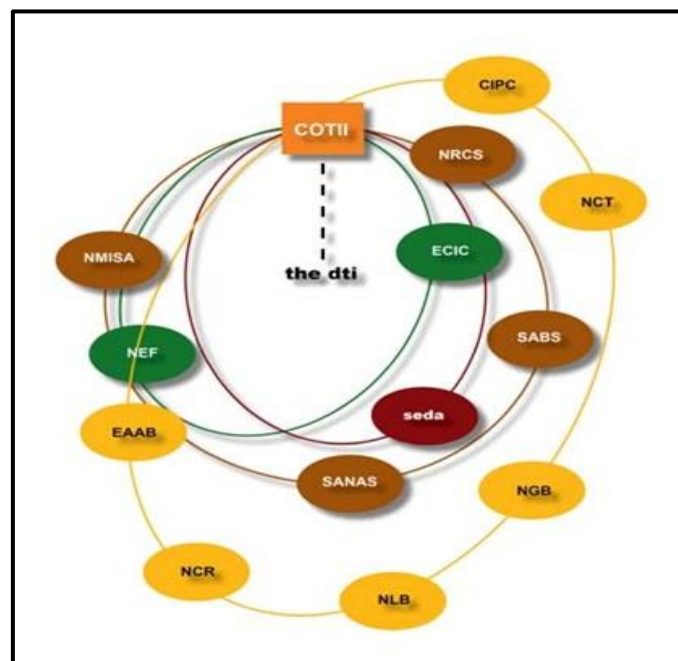 CIPC
COTII
NRCS
NCT
ECIC
NMISA
the dti
SABS
NEF
seda
EAAB
SANAS
NGB
NCR
NLB